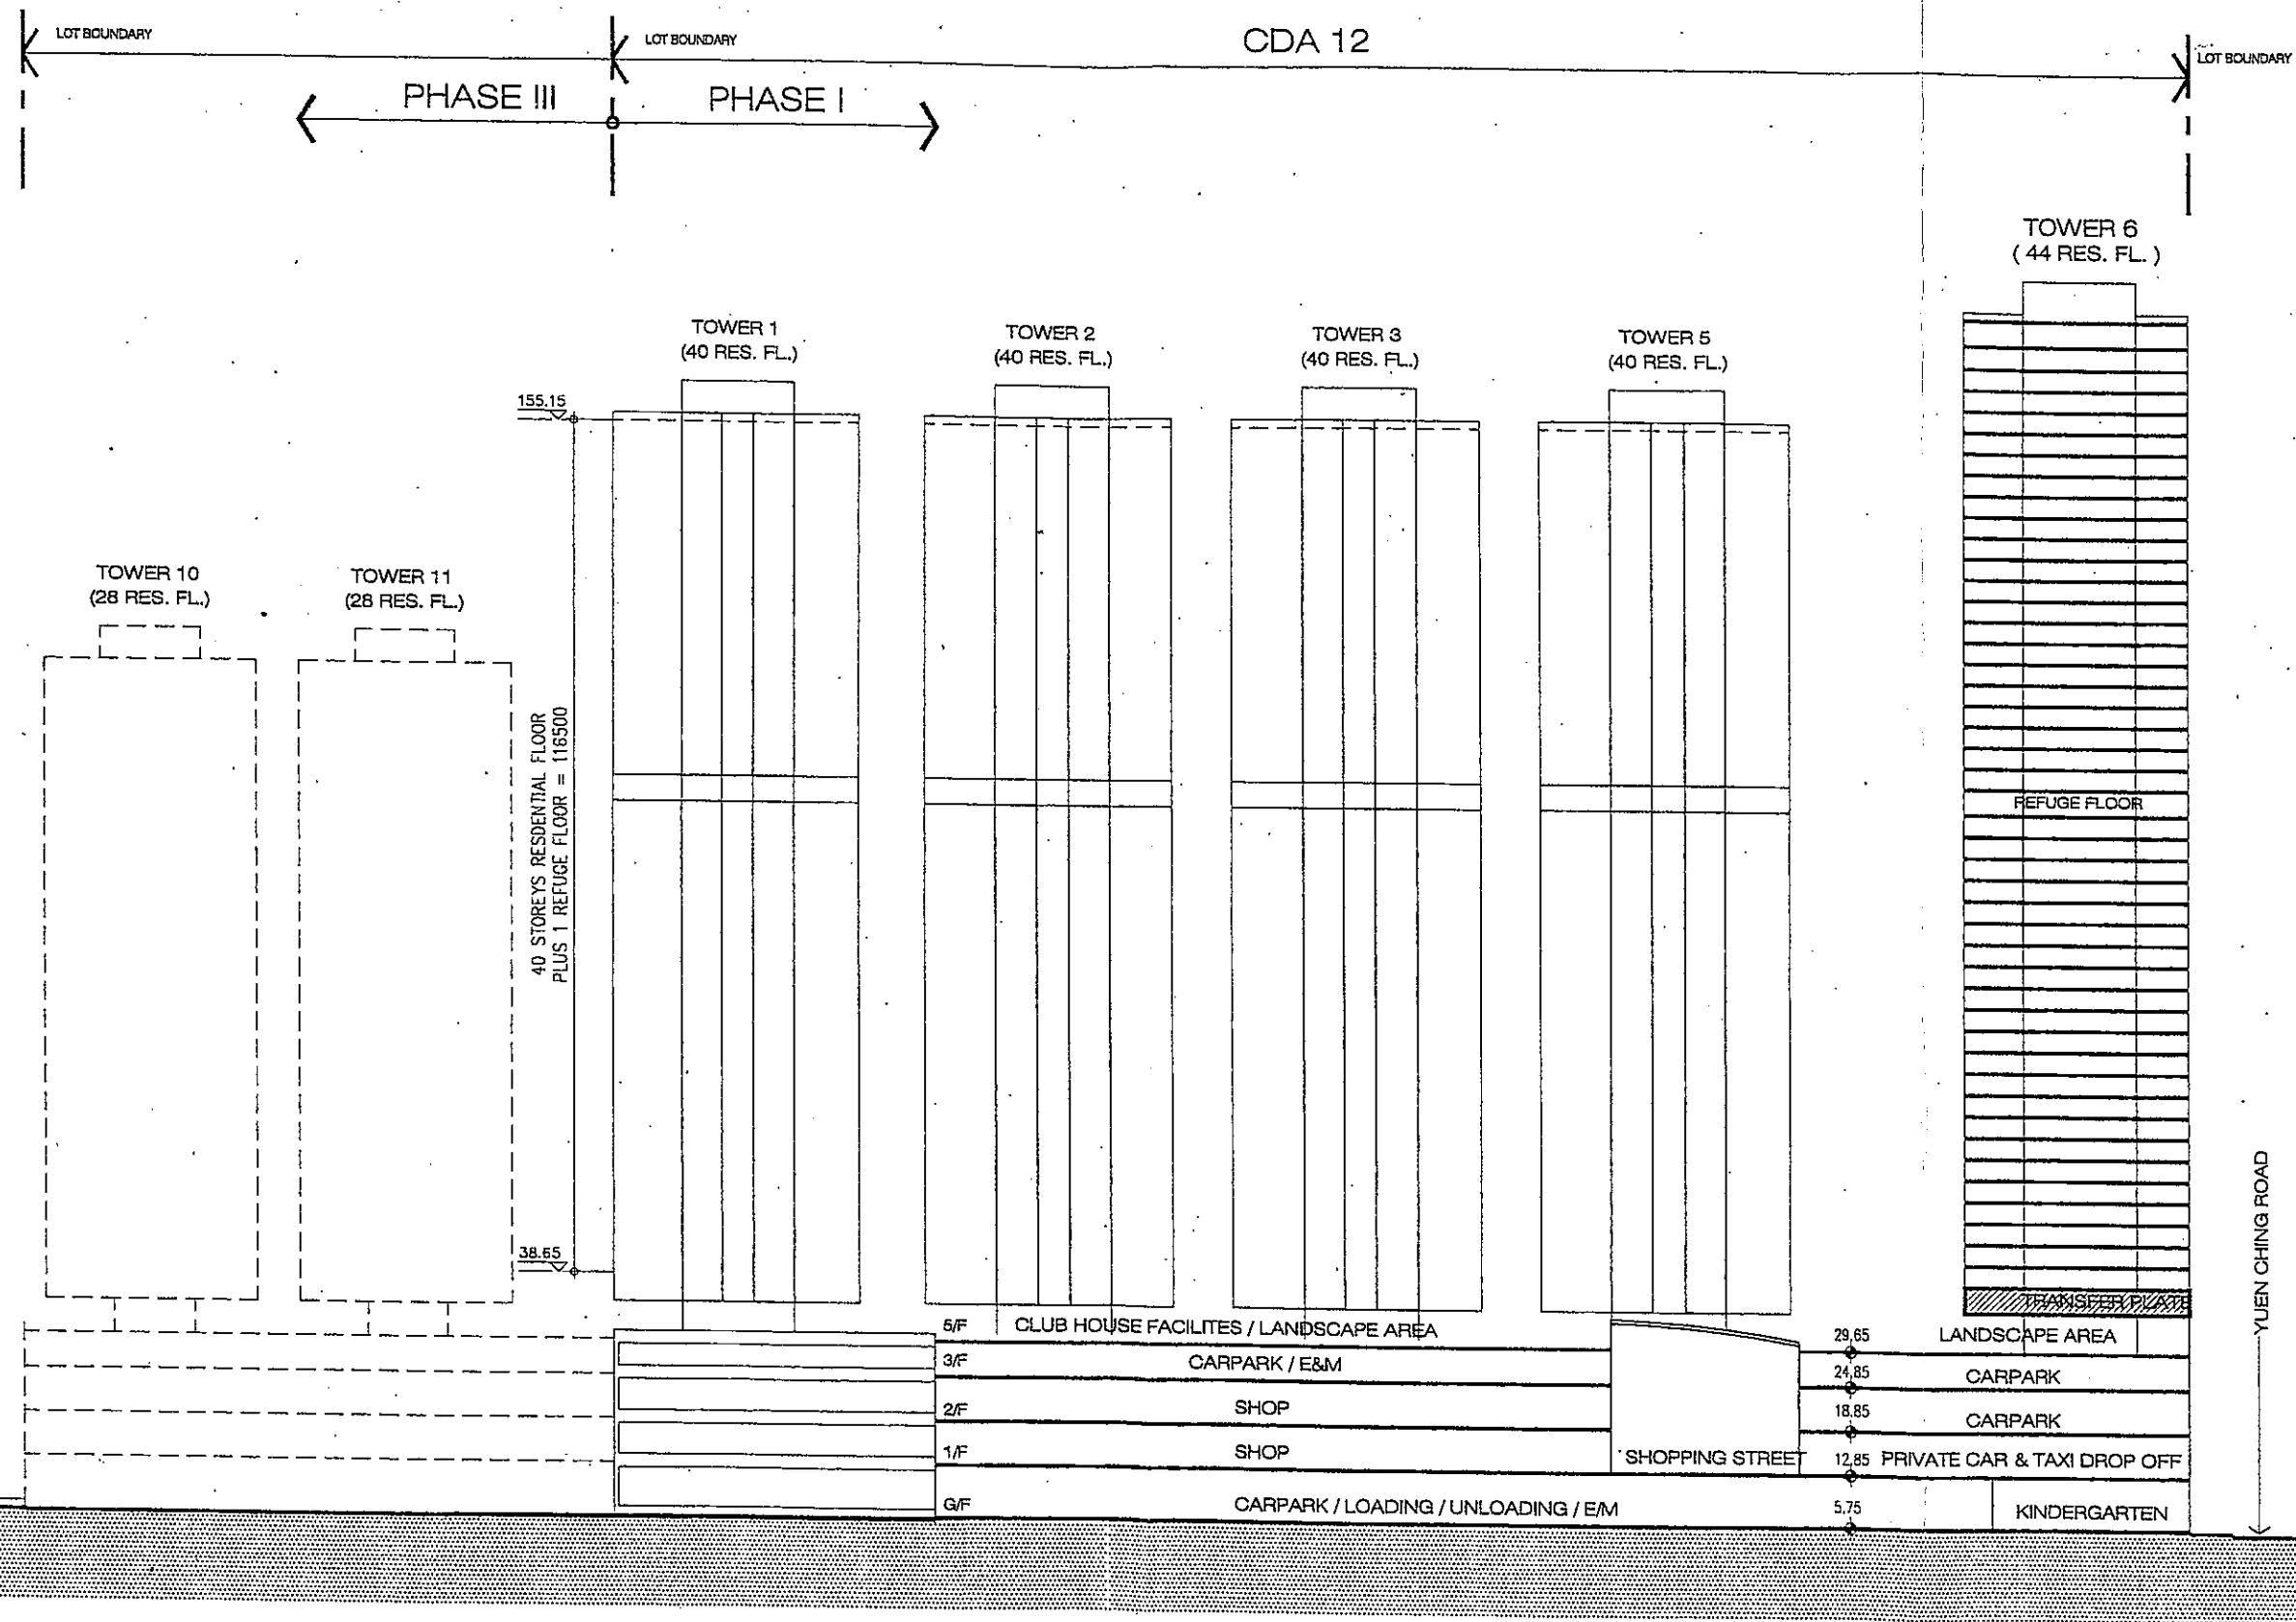 LOT BOUNDARY
LOT BOUNDARY
CDA 12
LOT BOUNDARY
PHASE III
PHASE I
TOWER 6
( 44 RES. FL. )
TOWER 1
(40 RES. FL.)
TOWER 2
(40 RES. FL.)
TOWER 3
(40 RES. FL.)
TOWER 5
(40 RES. FL.)
155.15
TOWER 10
(28 RES. FL.)
TOWER 11
(28 RES. FL.)
40 STOREYS RESDENTIAL FLOOR
PLUS 1 REFUGE FLOOR = 116500
REFUGE FLOOR
38.65
TRANSFER PLATE
YUEN CHING ROAD
5/F CLUB HOUSE FACILITES / LANDSCAPE AREA
29,65 LANDSCAPE AREA
3/F CARPARK / E&M
24,85 CARPARK
2/F SHOP
18,85 CARPARK
1/F SHOP
SHOPPING STREET
12,85 PRIVATE CAR & TAXI DROP OFF
G/F CARPARK / LOADING / UNLOADING / E/M
5,75 KINDERGARTEN